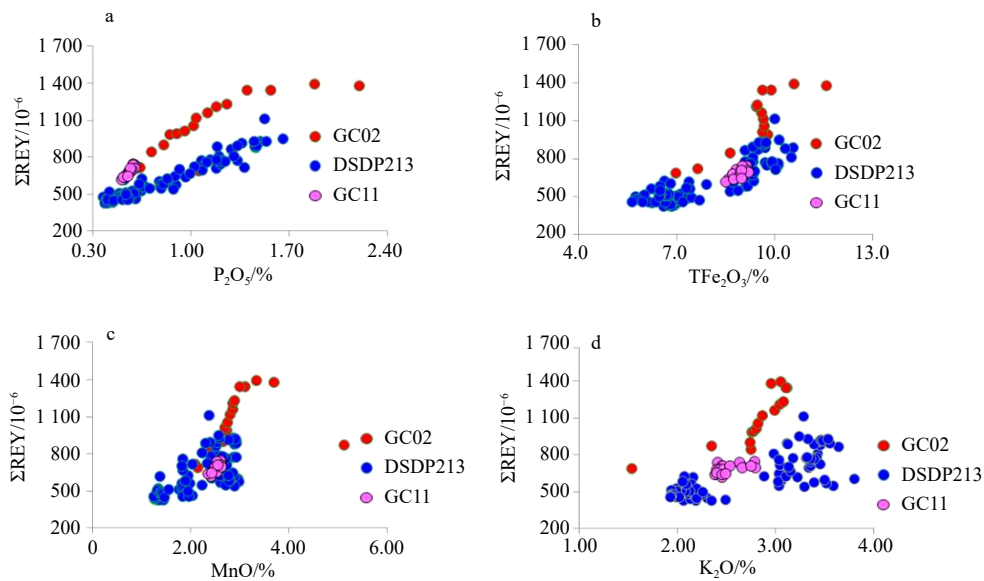 a
1 700
1 400
1 100
800
500
200
ΣREY/10⁻⁶
0.30
1.00
1.70
2.40
P₂O₅/%
GC02
DSDP213
GC11
b
1 700
1 400
1 100
800
500
200
ΣREY/10⁻⁶
4.0
7.0
10.0
13.0
TFe₂O₃/%
GC02
DSDP213
GC11
c
1 700
1 400
1 100
800
500
200
ΣREY/10⁻⁶
0
2.00
4.00
6.00
MnO/%
GC02
DSDP213
GC11
d
1 700
1 400
1 100
800
500
200
ΣREY/10⁻⁶
1.00
2.00
3.00
4.00
K₂O/%
GC02
DSDP213
GC11